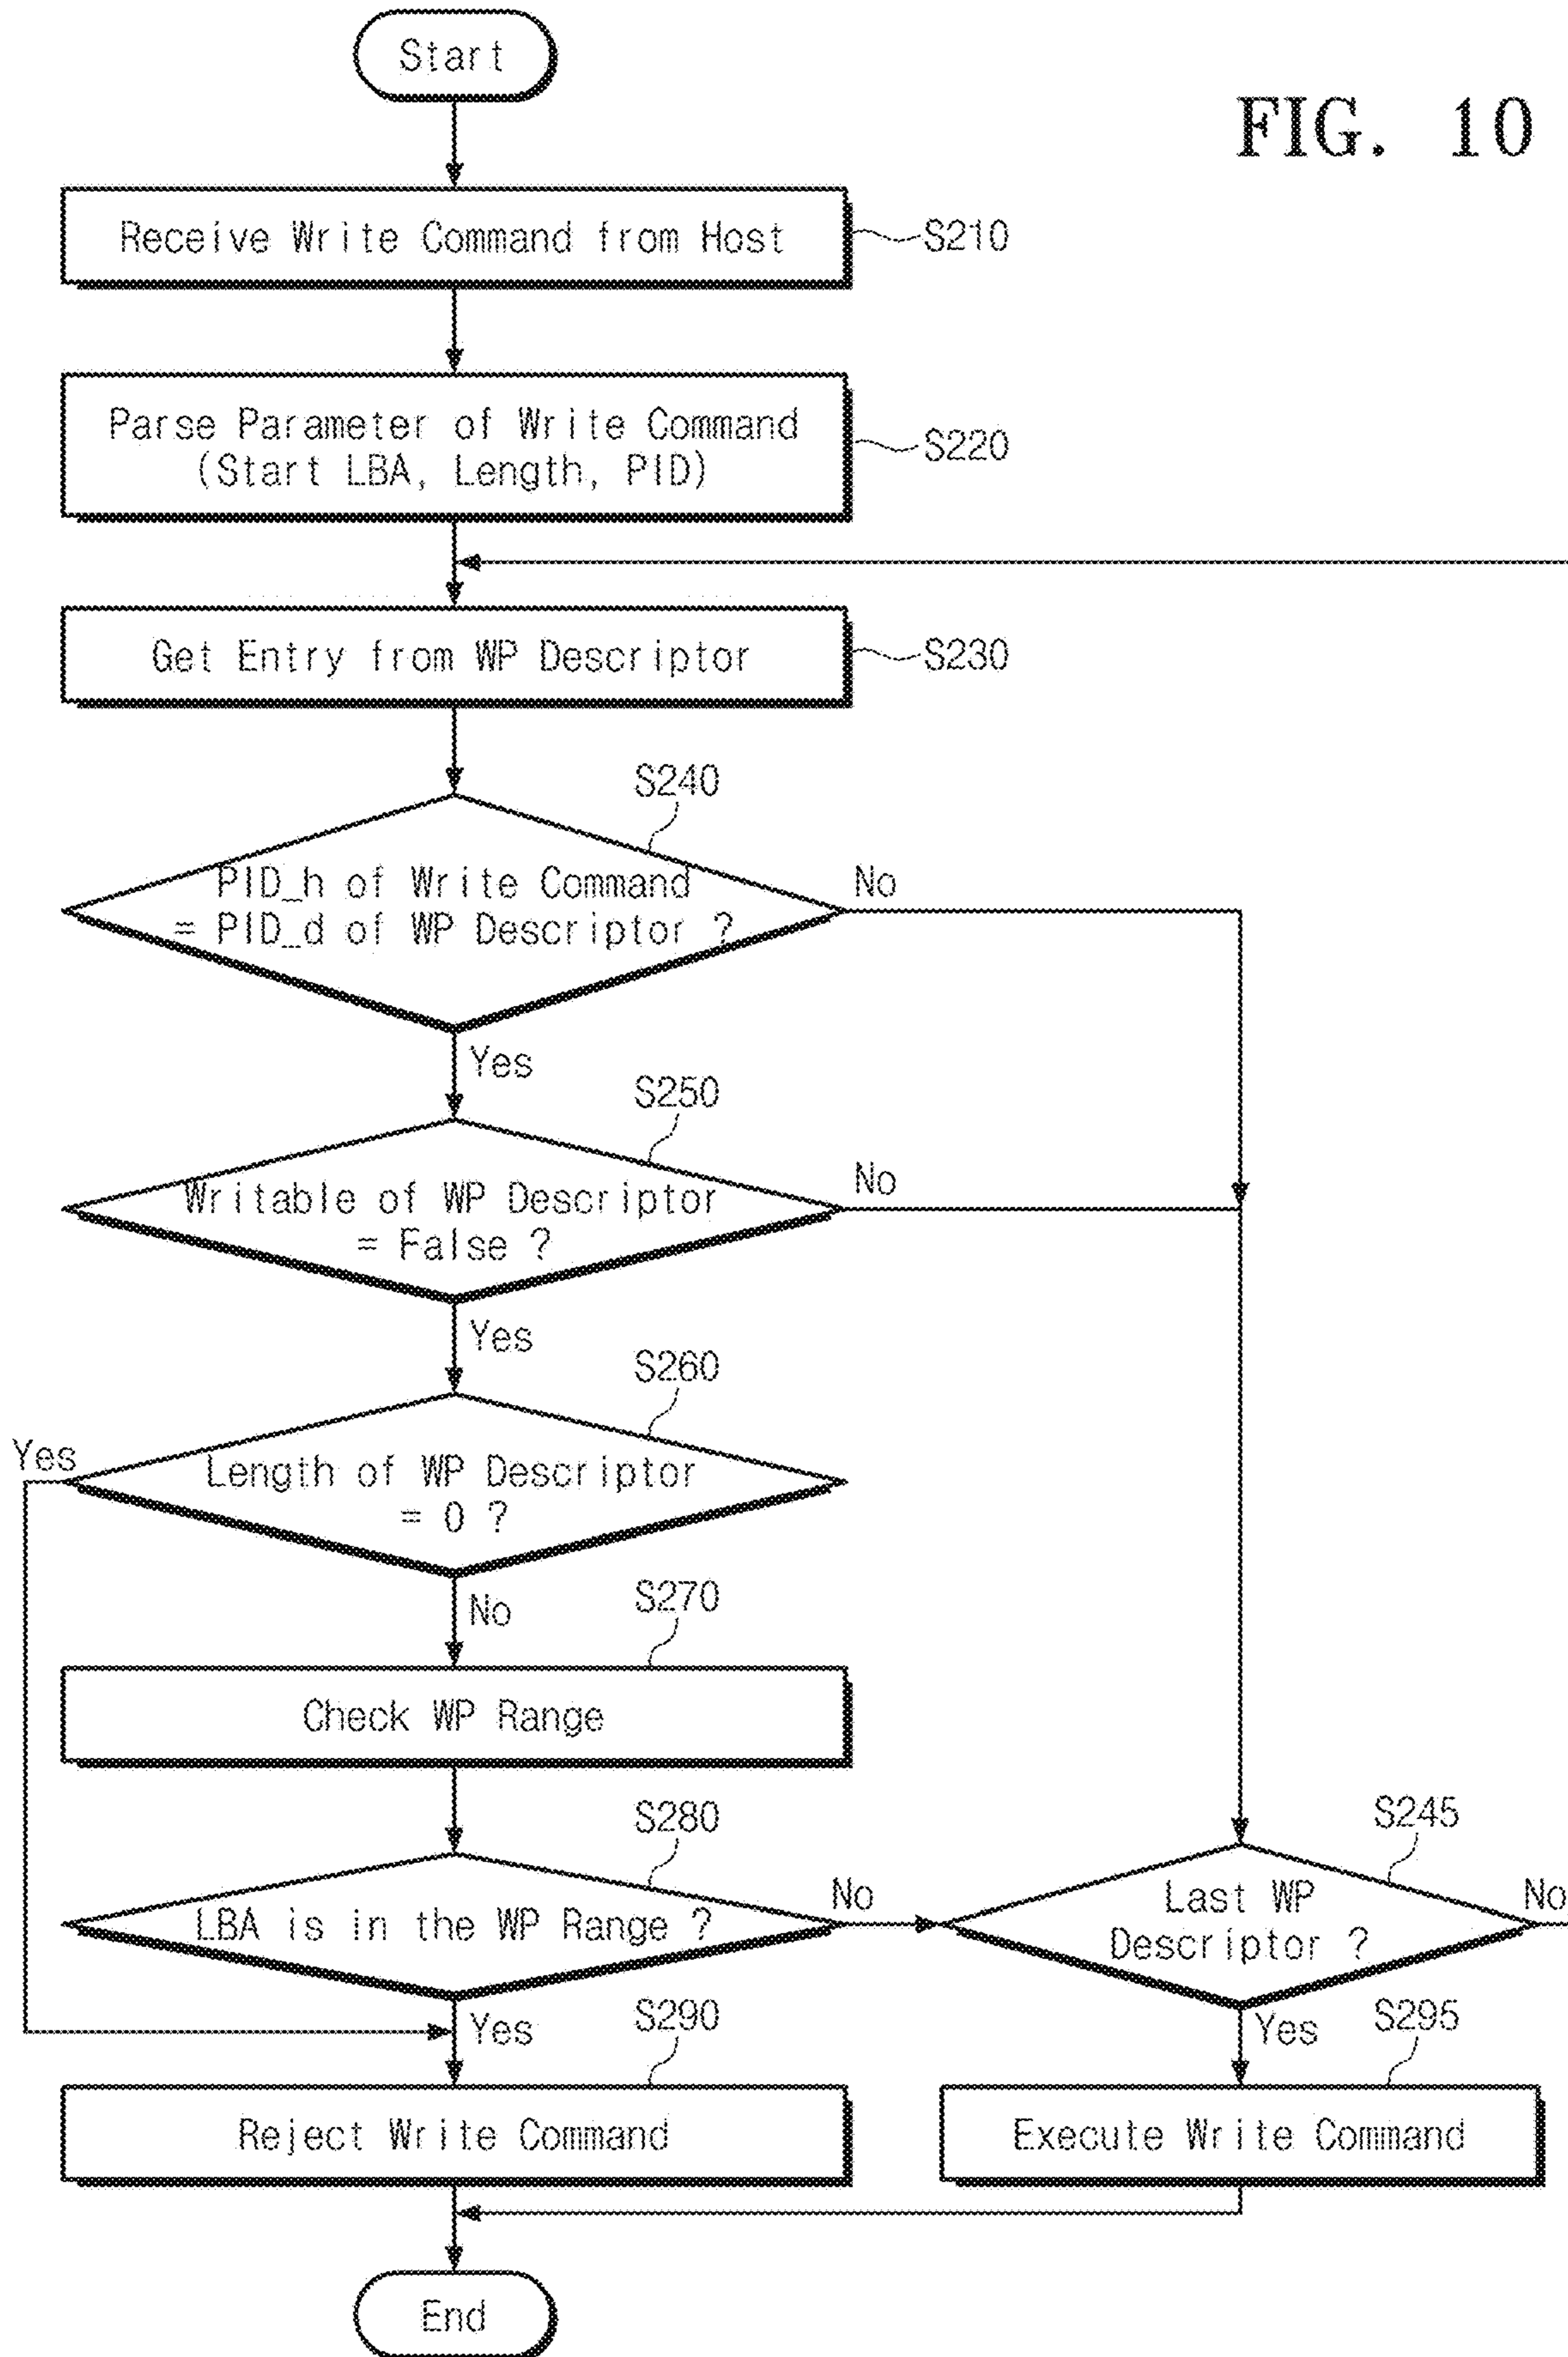 Start
FIG. 10
Receive Write Command from Host
S210
Parse Parameter of Write Command
(Start LBA, Length, PID)
S220
Get Entry from WP Descriptor
S230
S240
PID_h of Write Command
= PID_d of WP Descriptor ?
No
Yes
S250
Writable of WP Descriptor
= False ?
No
Yes
S260
Yes
Length of WP Descriptor
= 0 ?
No
S270
Check WP Range
S280
LBA is in the WP Range ?
No
S245
Last WP
Descriptor ?
No
Yes
S290
Yes
S295
Reject Write Command
Execute Write Command
End